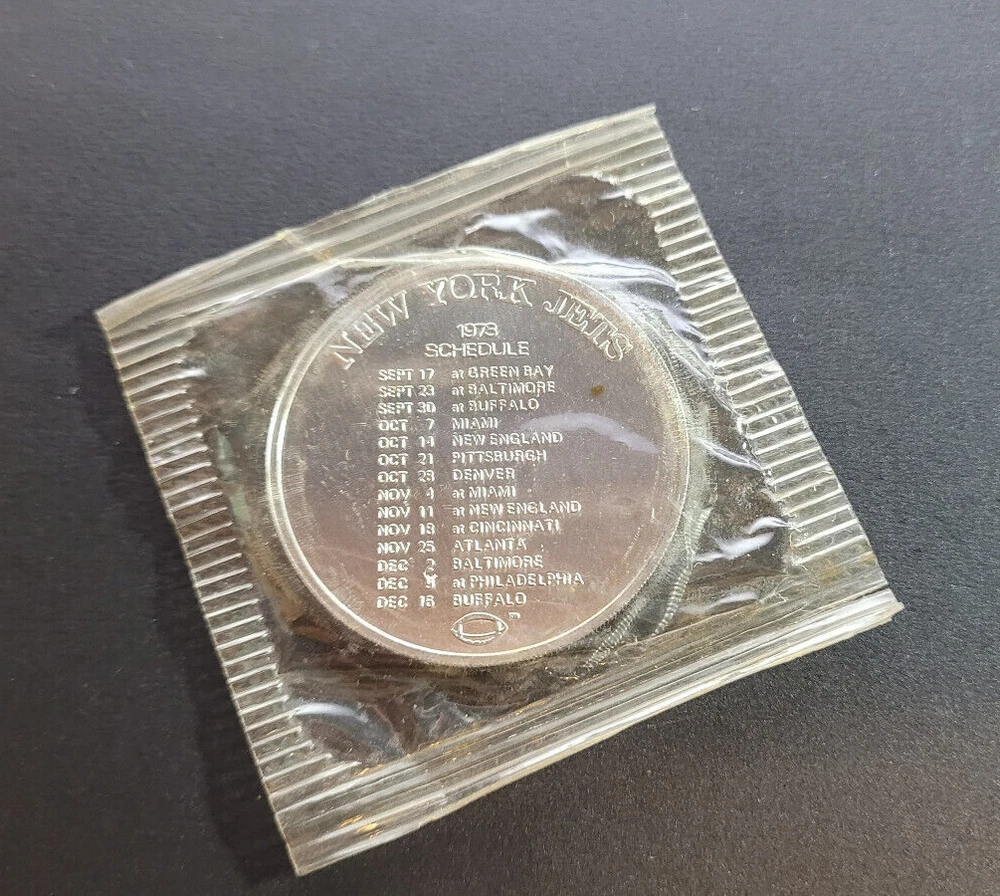 NEW YORK JETS
1973
SCHEDULE
SEPT 17 at GREEN BAY
SEPT 23 at BALTIMORE
SEPT 30 at BUFFALO
OCT 7 MIAMI
OCT 14 NEW ENGLAND
OCT 21 PITTSBURGH
OCT 28 DENVER
NOV 4 at MIAMI
NOV 11 at NEW ENGLAND
NOV 18 at CINCINNATI
NOV 25 ATLANTA
DEC 2 BALTIMORE
DEC 9 at PHILADELPHIA
DEC 16 BUFFALO